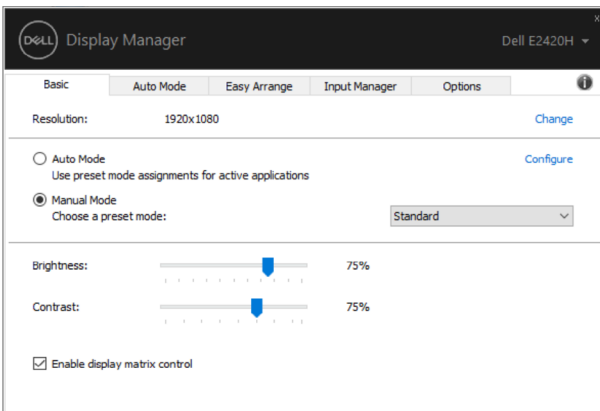 x
DELL Display Manager
Dell E2420H
Basic Auto Mode Easy Arrange Input Manager Options i
Resolution: 1920x1080 Change
Auto Mode Configure
Use preset mode assignments for active applications
Manual Mode
Choose a preset mode: Standard
Brightness: 75%
Contrast: 75%
Enable display matrix control